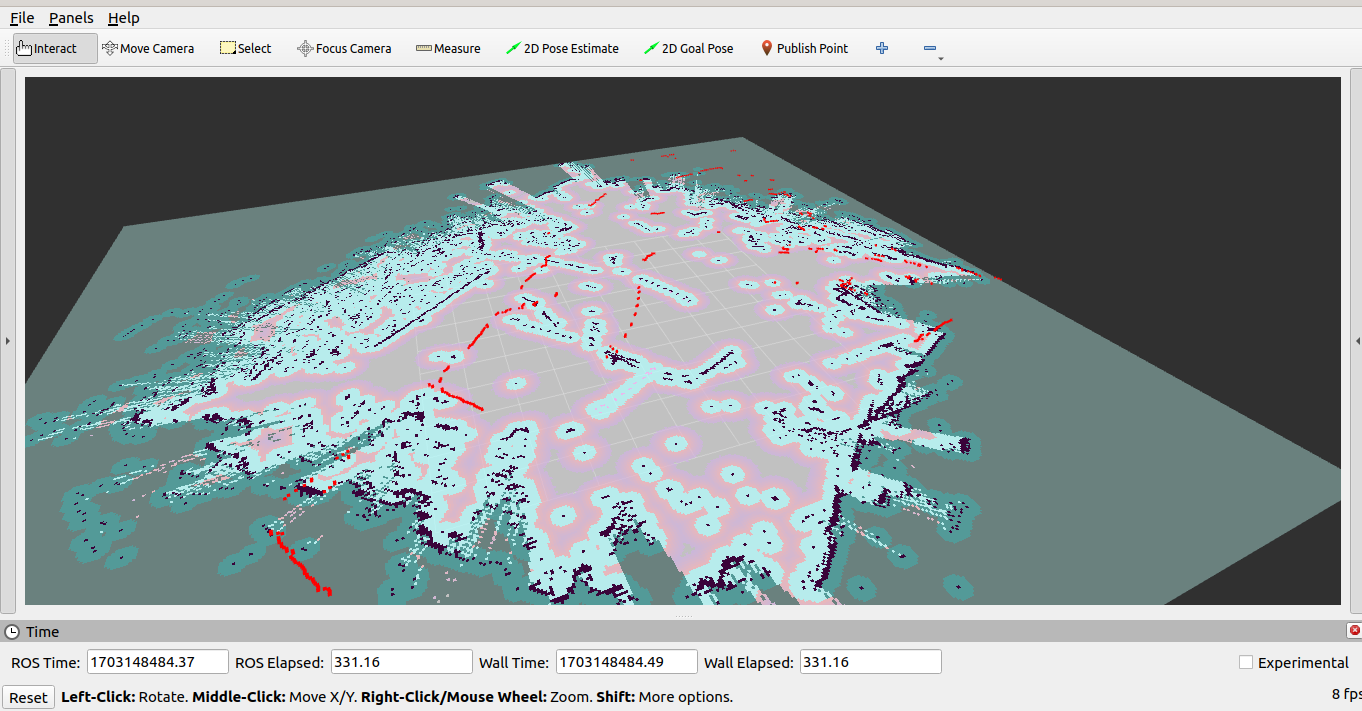 File Panels Help
Interact Move Camera Select Focus Camera Measure 2D Pose Estimate 2D Goal Pose Publish Point
Time
ROS Time: 1703148484.37 ROS Elapsed: 331.16 Wall Time: 1703148484.49 Wall Elapsed: 331.16 Experimental
Reset Left-Click: Rotate. Middle-Click: Move X/Y. Right-Click/Mouse Wheel: Zoom. Shift: More options. 8 fps